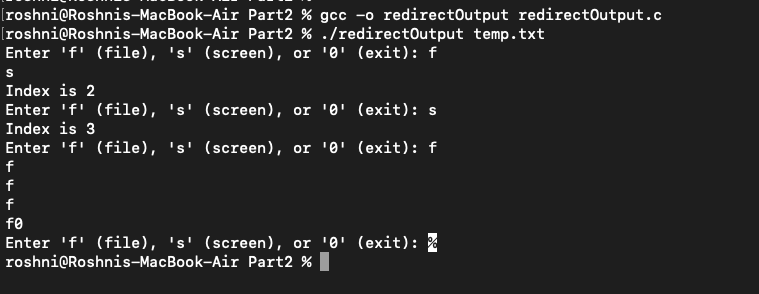 [roshni@Roshnis-MacBook-Air Part2 % gcc -o redirectOutput redirectOutput.c
[roshni@Roshnis-MacBook-Air Part2 % ./redirectOutput temp.txt
Enter 'f' (file), 's' (screen), or '0' (exit): f
s
Index is 2
Enter 'f' (file), 's' (screen), or '0' (exit): s
Index is 3
Enter 'f' (file), 's' (screen), or '0' (exit): f
f
f
f
f0
Enter 'f' (file), 's' (screen), or '0' (exit): %
roshni@Roshnis-MacBook-Air Part2 %